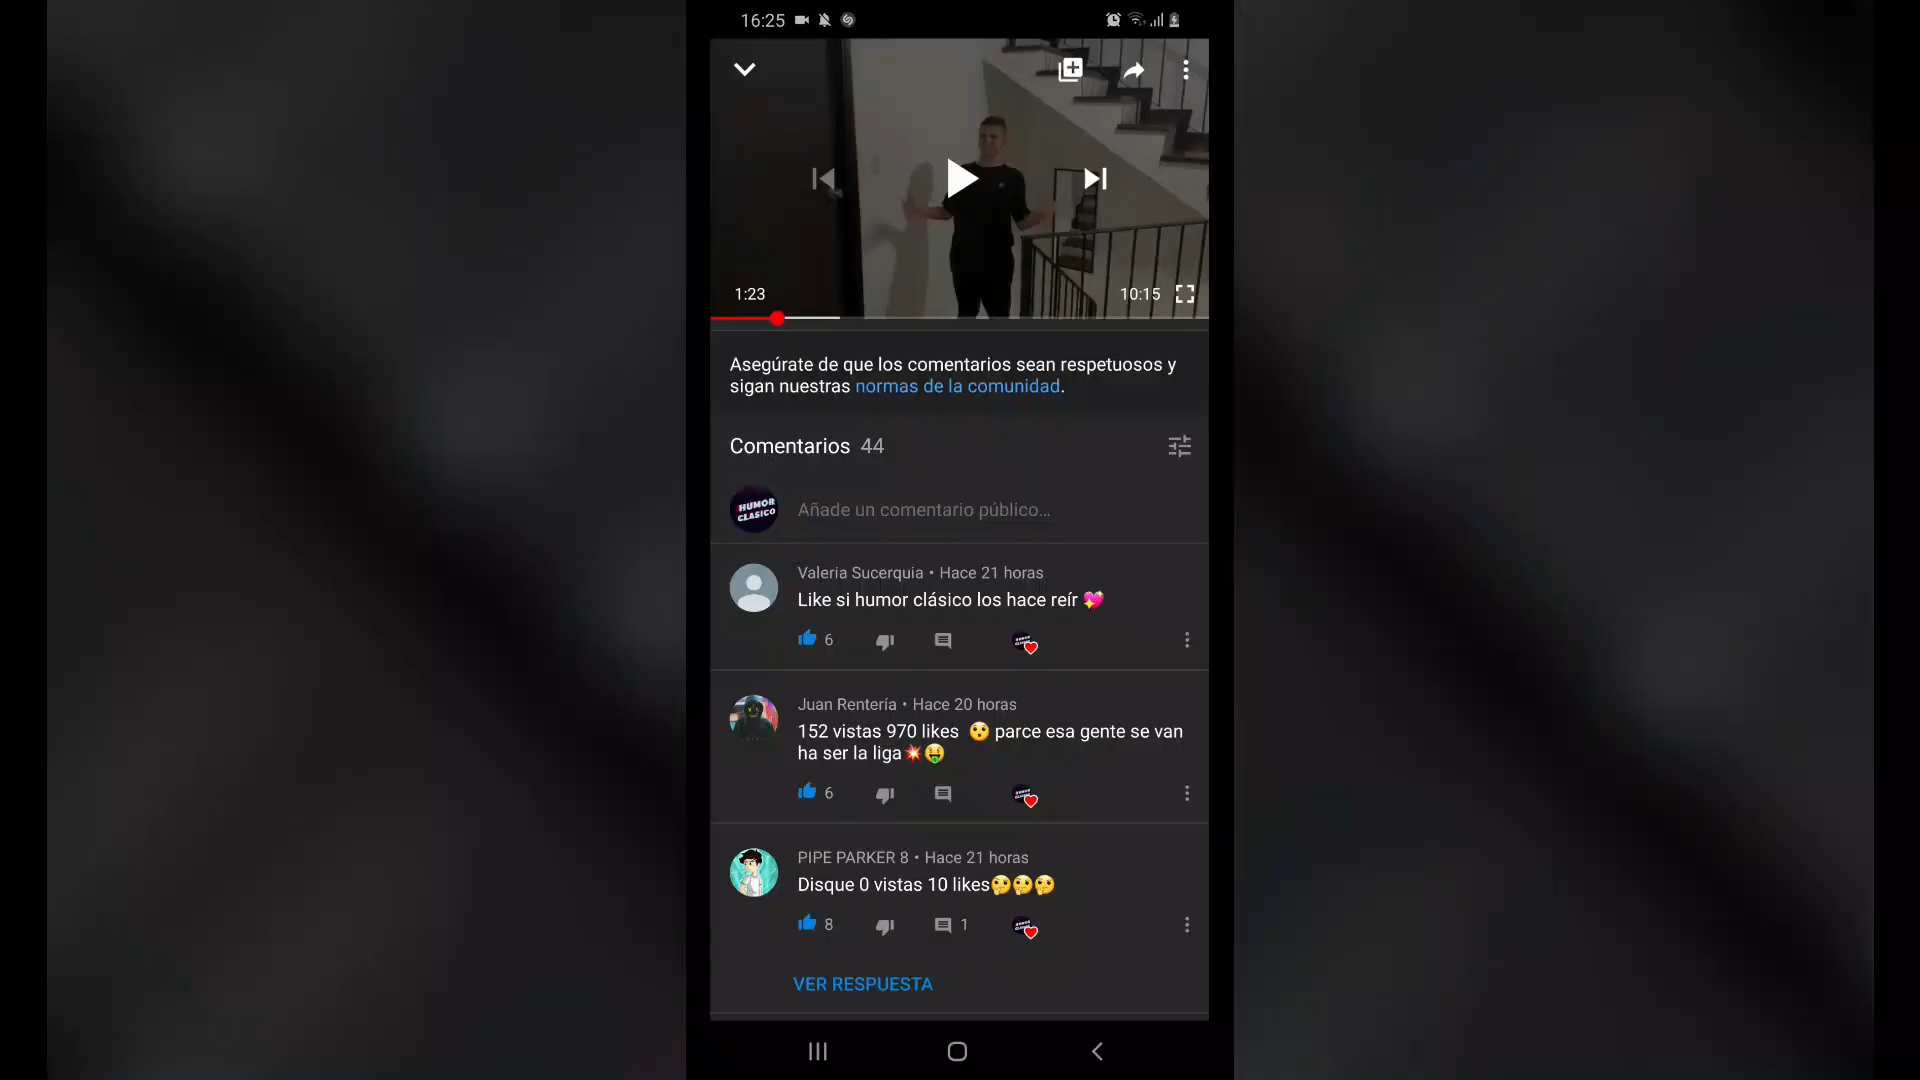 16:25
1:23
10:15
Asegúrate de que los comentarios sean respetuosos y
sigan nuestras normas de la comunidad.
Comentarios 44
HUMOR
CLASICO
Añade un comentario público...
Valeria Sucerquia • Hace 21 horas
Like si humor clásico los hace reír 💖
6
Juan Rentería • Hace 20 horas
152 vistas 970 likes 😯 parce esa gente se van
ha ser la liga💥🤑
6
PIPE PARKER 8 • Hace 21 horas
Disque 0 vistas 10 likes🤔🤔🤔
8
1
VER RESPUESTA